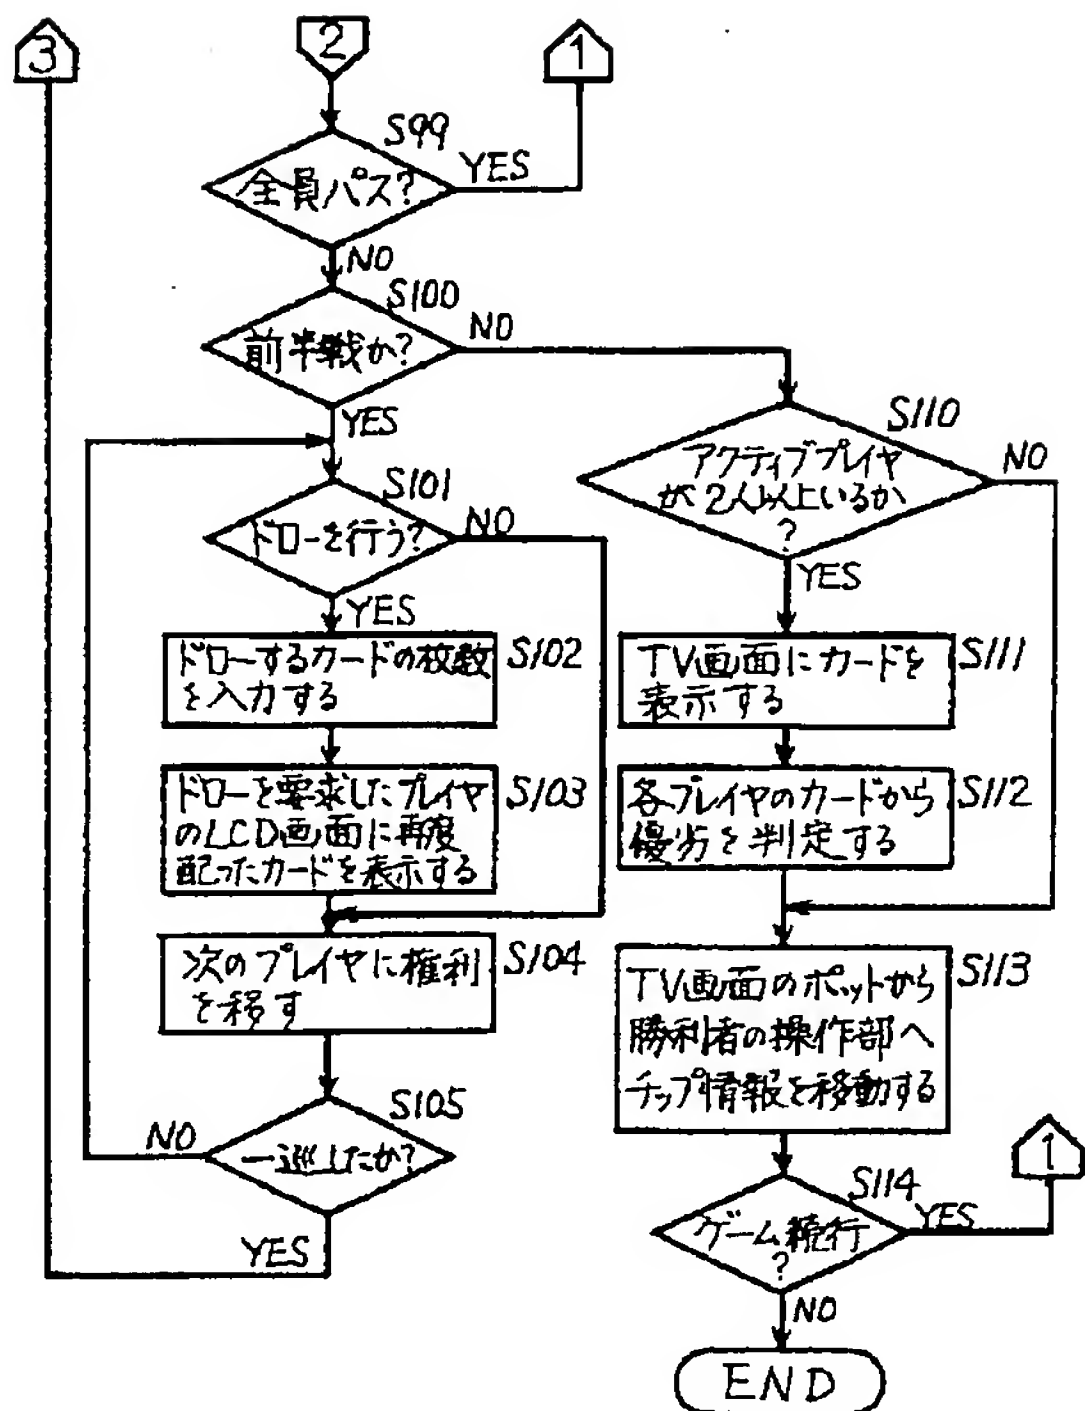 3
2
1
S99
全員パス?
YES
NO
S100
前半戦か?
NO
YES
S101
ドローを行う?
NO
YES
S102
ドローするカードの枚数
を入力する
S103
ドローを要求したプレイヤ
のLCD画面に再度
配ったカードを表示する
S104
次のプレイヤに権利
を移す
S105
一巡したか?
NO
YES
S110
アクティブプレイヤ
が2人以上いるか
?
NO
YES
S111
TV画面にカードを
表示する
S112
各プレイヤのカードから
優劣を判定する
S113
TV画面のポットから
勝利者の操作部へ
チップ情報を移動する
S114
ゲーム続行
?
YES
1
NO
END